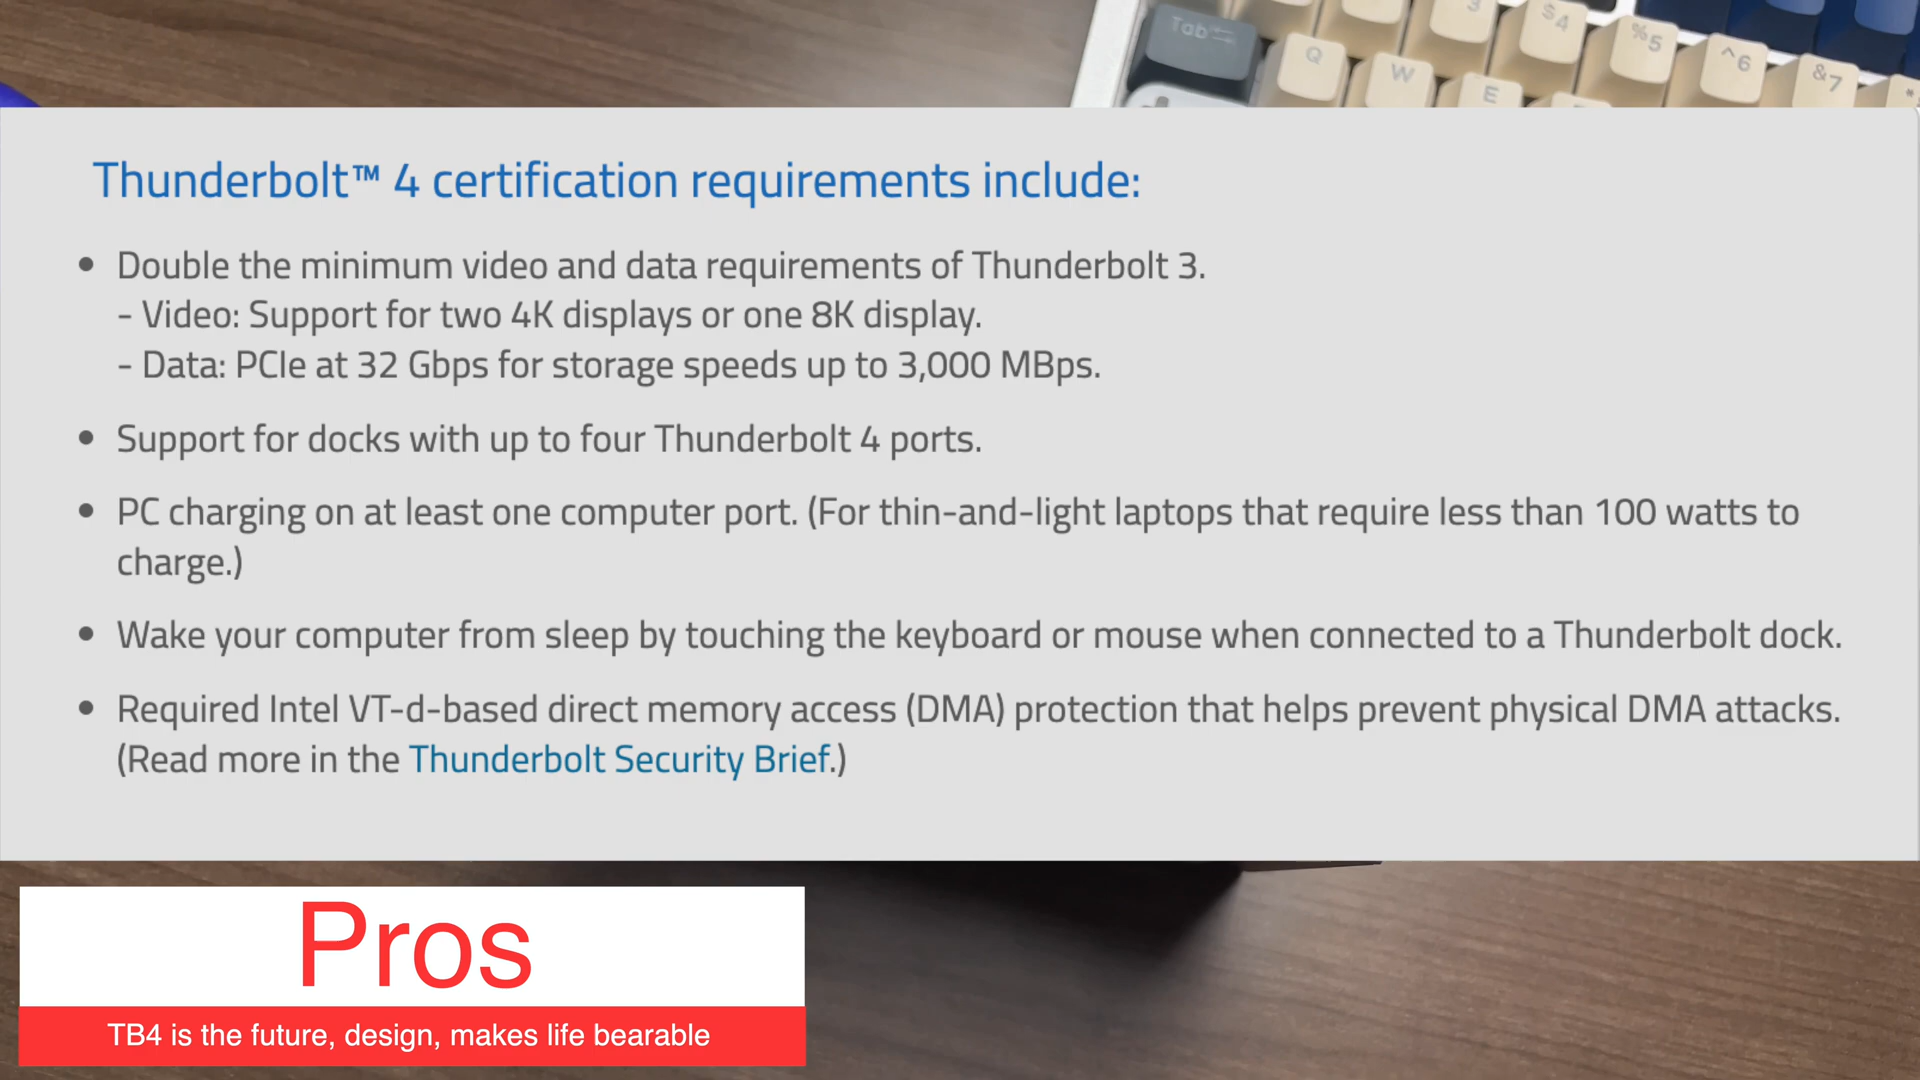 Tab
$4
%5
^6
&7
Q
W
E
Thunderbolt™ 4 certification requirements include:
• Double the minimum video and data requirements of Thunderbolt 3.
- Video: Support for two 4K displays or one 8K display.
- Data: PCIe at 32 Gbps for storage speeds up to 3,000 MBps.
• Support for docks with up to four Thunderbolt 4 ports.
• PC charging on at least one computer port. (For thin-and-light laptops that require less than 100 watts to
charge.)
• Wake your computer from sleep by touching the keyboard or mouse when connected to a Thunderbolt dock.
• Required Intel VT-d-based direct memory access (DMA) protection that helps prevent physical DMA attacks.
(Read more in the Thunderbolt Security Brief.)
Pros
TB4 is the future, design, makes life bearable